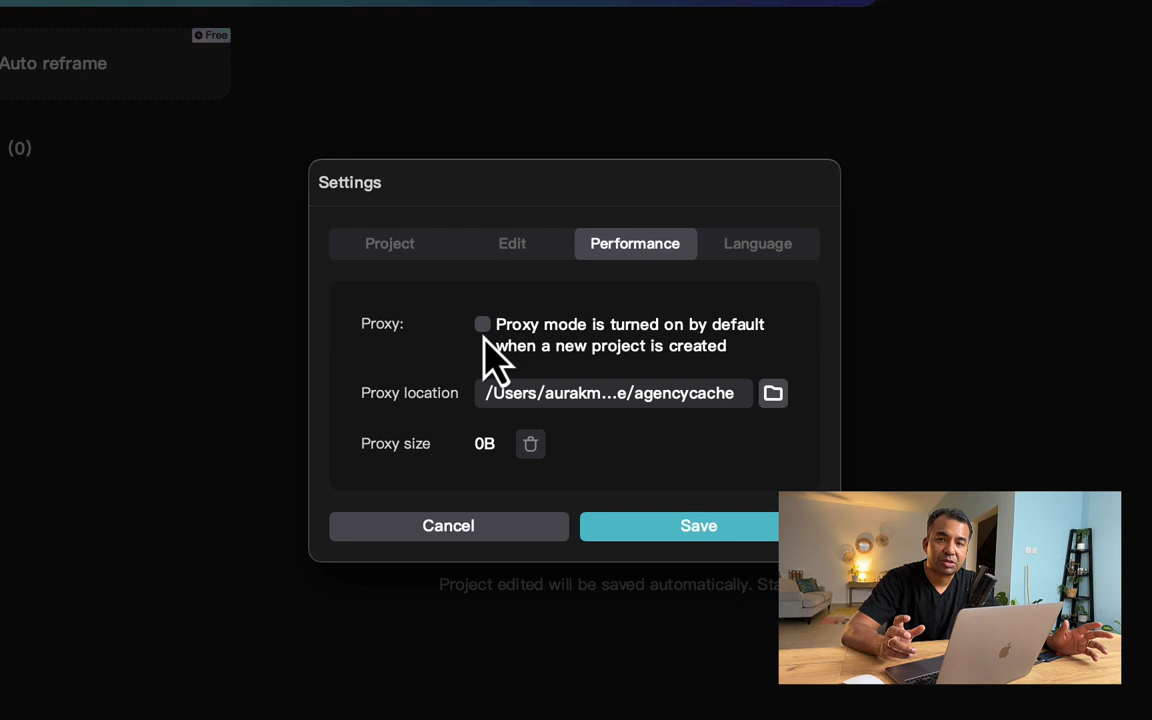 Free
Auto reframe
(0)
Settings
Project Edit Performance Language
Proxy: Proxy mode is turned on by default
when a new project is created
Proxy location /Users/aurakm...e/agencycache
Proxy size 0B
Cancel Save
Project edited will be saved automatically.